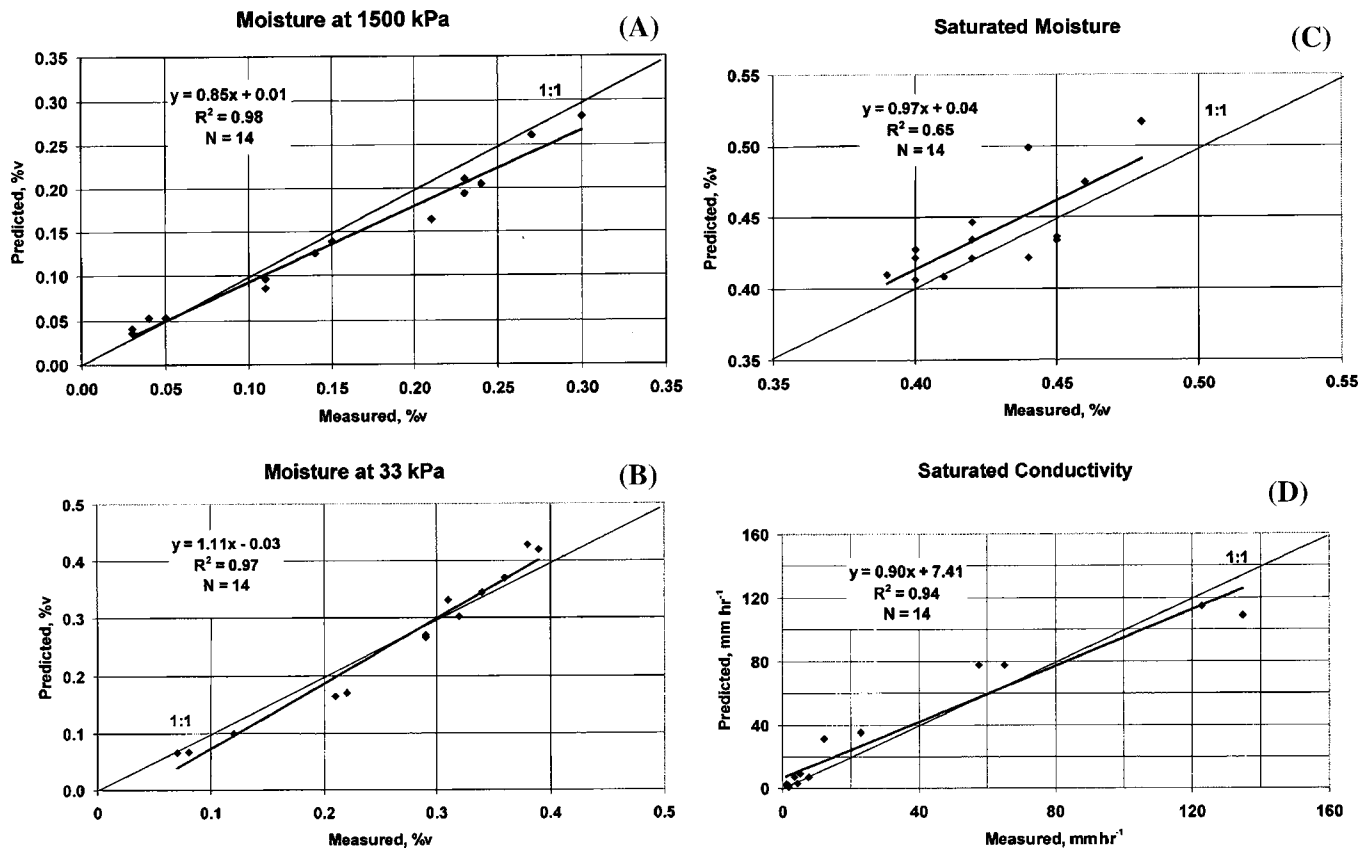 Moisture at 1500 kPa
(A)
0.35
0.30
0.25
0.20
0.15
0.10
0.05
0.00
Predicted, %v
y = 0.85x + 0.01
R² = 0.98
N = 14
1:1
0.00 0.05 0.10 0.15 0.20 0.25 0.30 0.35
Measured, %v
Saturated Moisture
(C)
0.55
0.50
0.45
0.40
0.35
Predicted, %v
y = 0.97x + 0.04
R² = 0.65
N = 14
1:1
0.35 0.40 0.45 0.50 0.55
Measured, %v
Moisture at 33 kPa
(B)
0.5
0.4
0.3
0.2
0.1
0.0
Predicted, %v
y = 1.11x - 0.03
R² = 0.97
N = 14
1:1
0 0.1 0.2 0.3 0.4 0.5
Measured, %v
Saturated Conductivity
(D)
160
120
80
40
0
Predicted, mm hr⁻¹
y = 0.90x + 7.41
R² = 0.94
N = 14
1:1
0 40 80 120 160
Measured, mm hr⁻¹